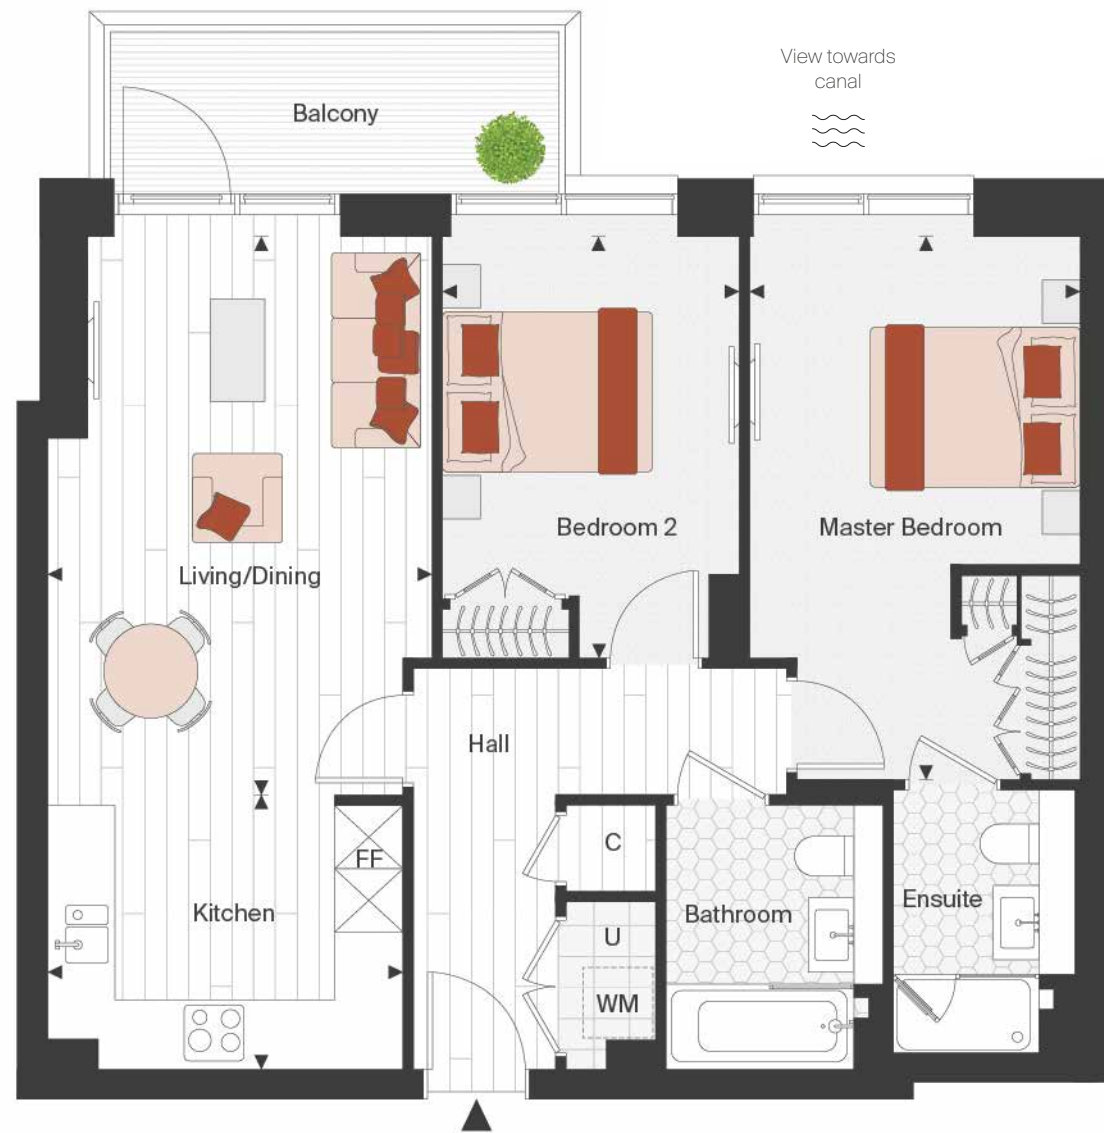 View towards
canal
Balcony
Bedroom 2
Master Bedroom
Living/Dining
Hall
C
FF
Kitchen
Bathroom
Ensuite
U
WM